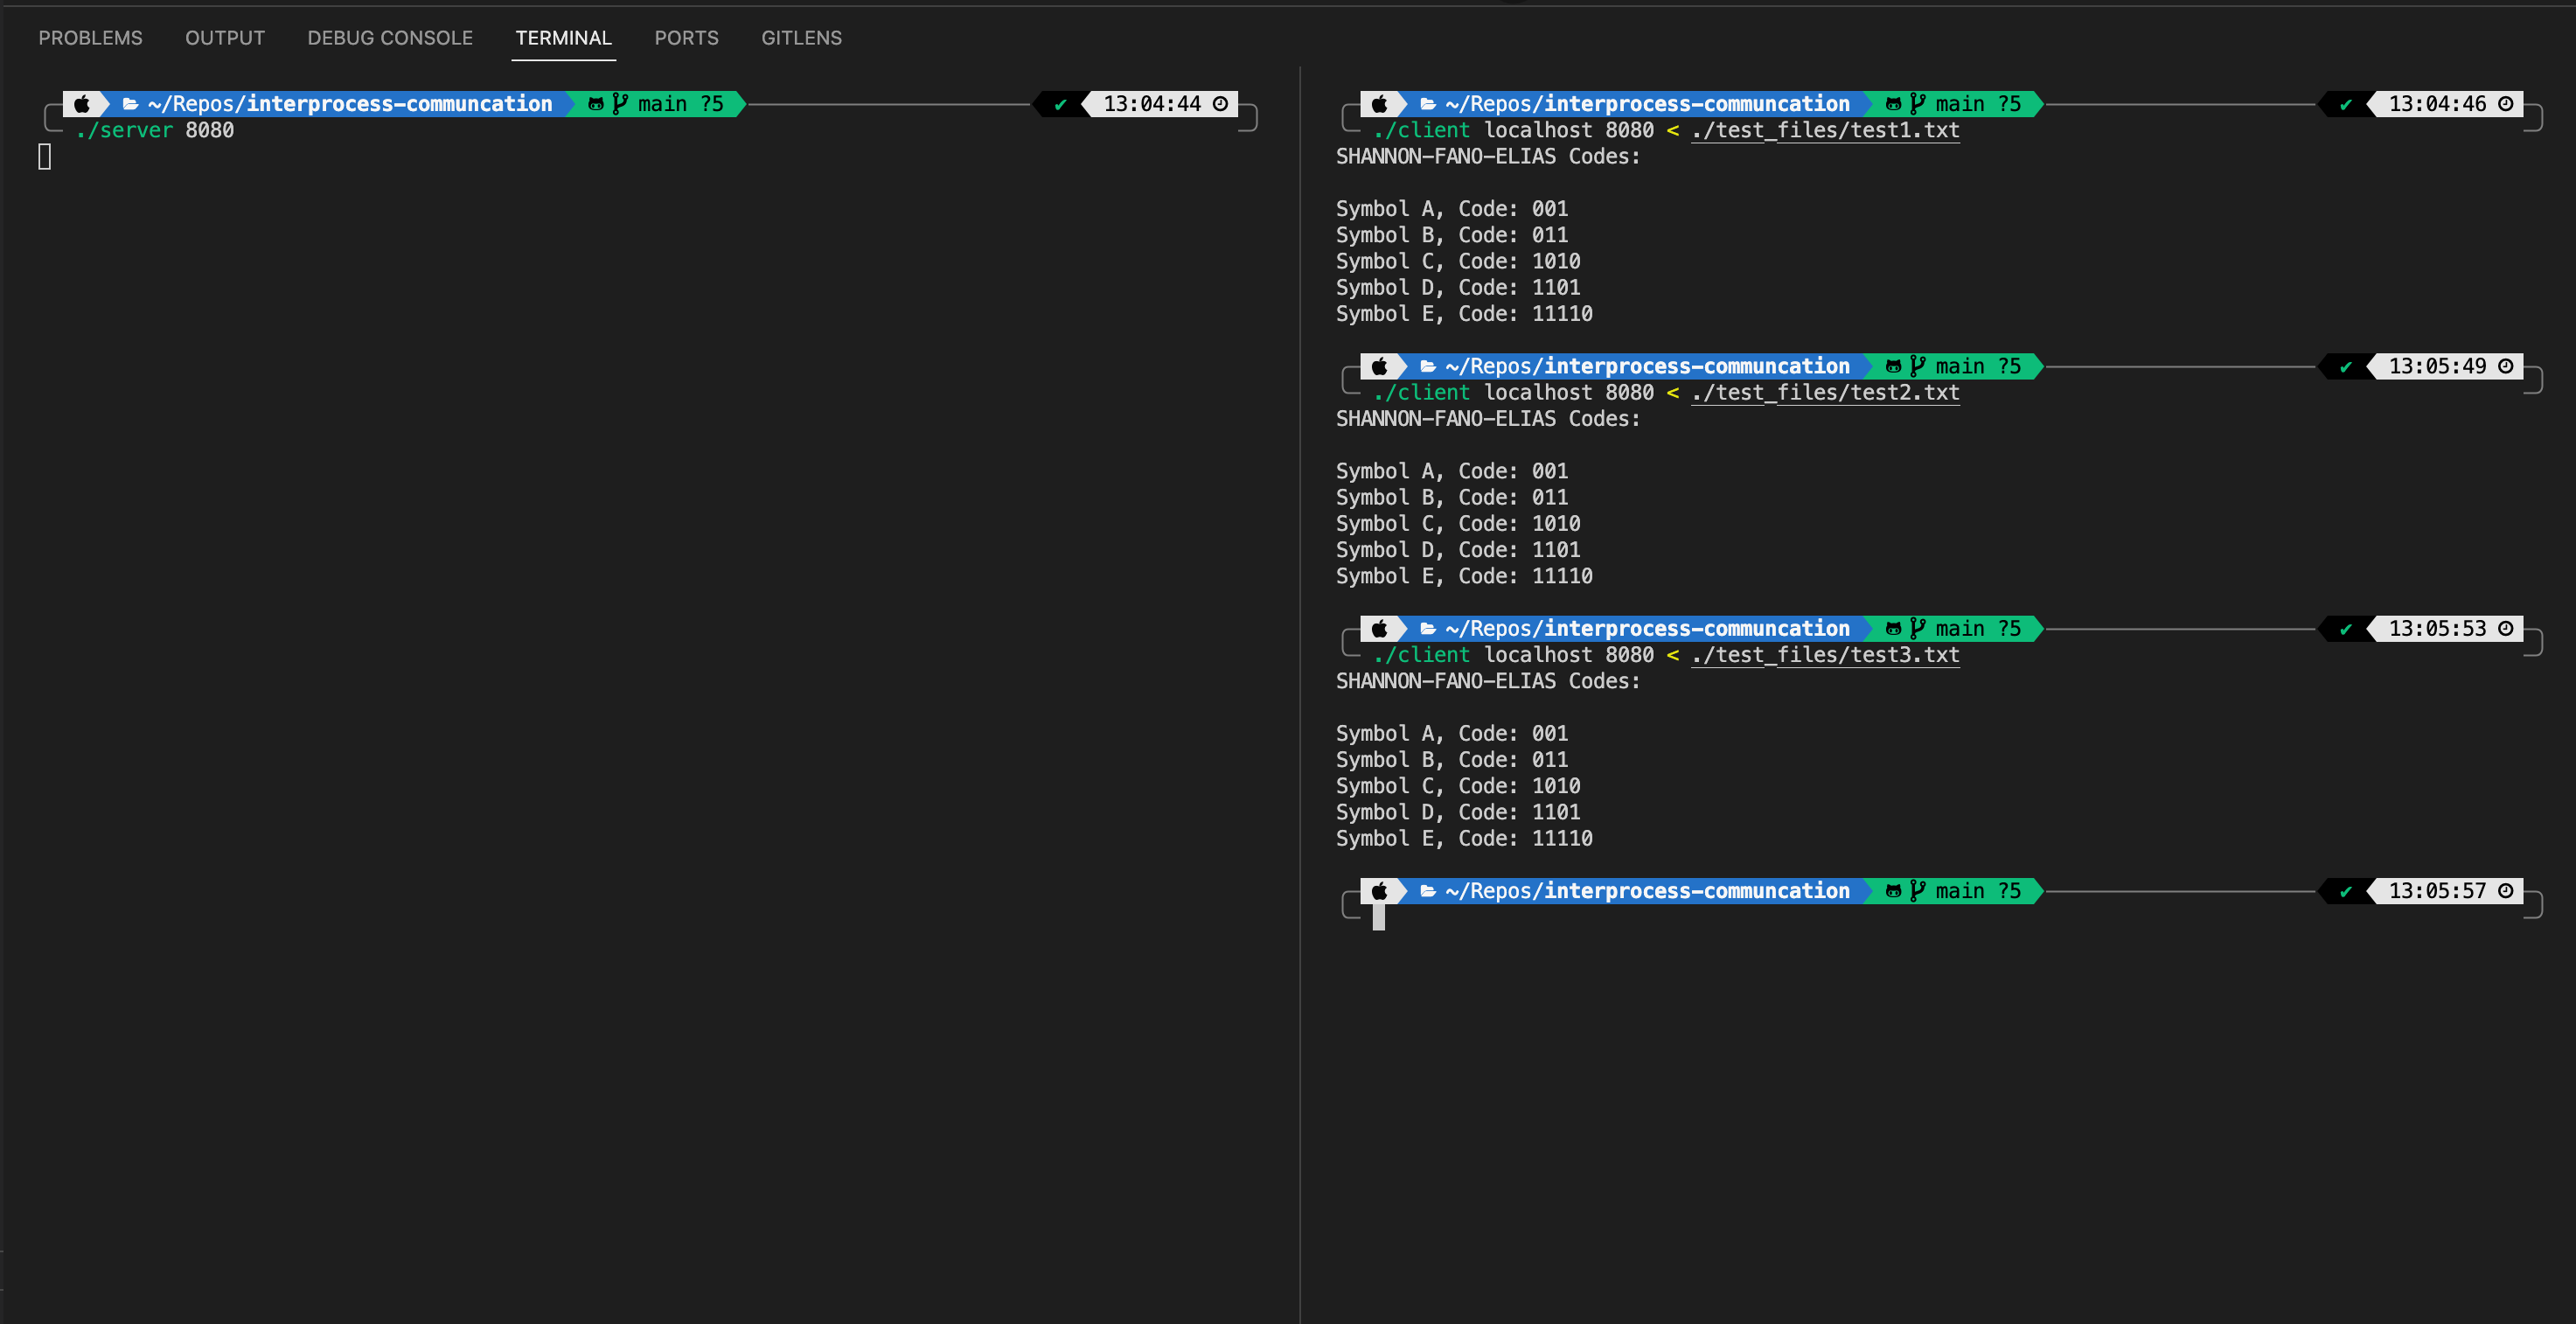 PROBLEMS OUTPUT DEBUG CONSOLE TERMINAL PORTS GITLENS
~/Repos/interprocess-communcation main ?5 ✔ 13:04:44
./server 8080
~/Repos/interprocess-communcation main ?5 ✔ 13:04:46
./client localhost 8080 < ./test_files/test1.txt
SHANNON-FANO-ELIAS Codes:
Symbol A, Code: 001
Symbol B, Code: 011
Symbol C, Code: 1010
Symbol D, Code: 1101
Symbol E, Code: 11110
~/Repos/interprocess-communcation main ?5 ✔ 13:05:49
./client localhost 8080 < ./test_files/test2.txt
SHANNON-FANO-ELIAS Codes:
Symbol A, Code: 001
Symbol B, Code: 011
Symbol C, Code: 1010
Symbol D, Code: 1101
Symbol E, Code: 11110
~/Repos/interprocess-communcation main ?5 ✔ 13:05:53
./client localhost 8080 < ./test_files/test3.txt
SHANNON-FANO-ELIAS Codes:
Symbol A, Code: 001
Symbol B, Code: 011
Symbol C, Code: 1010
Symbol D, Code: 1101
Symbol E, Code: 11110
~/Repos/interprocess-communcation main ?5 ✔ 13:05:57